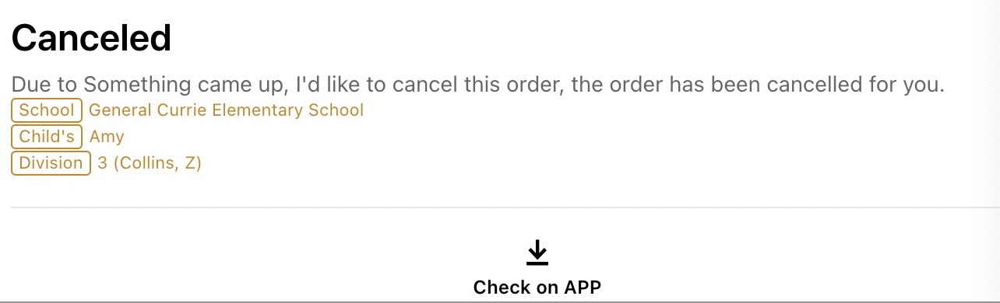 Canceled
Due to Something came up, I'd like to cancel this order, the order has been cancelled for you.
School General Currie Elementary School
Child's Amy
Division 3 (Collins, Z)
Check on APP